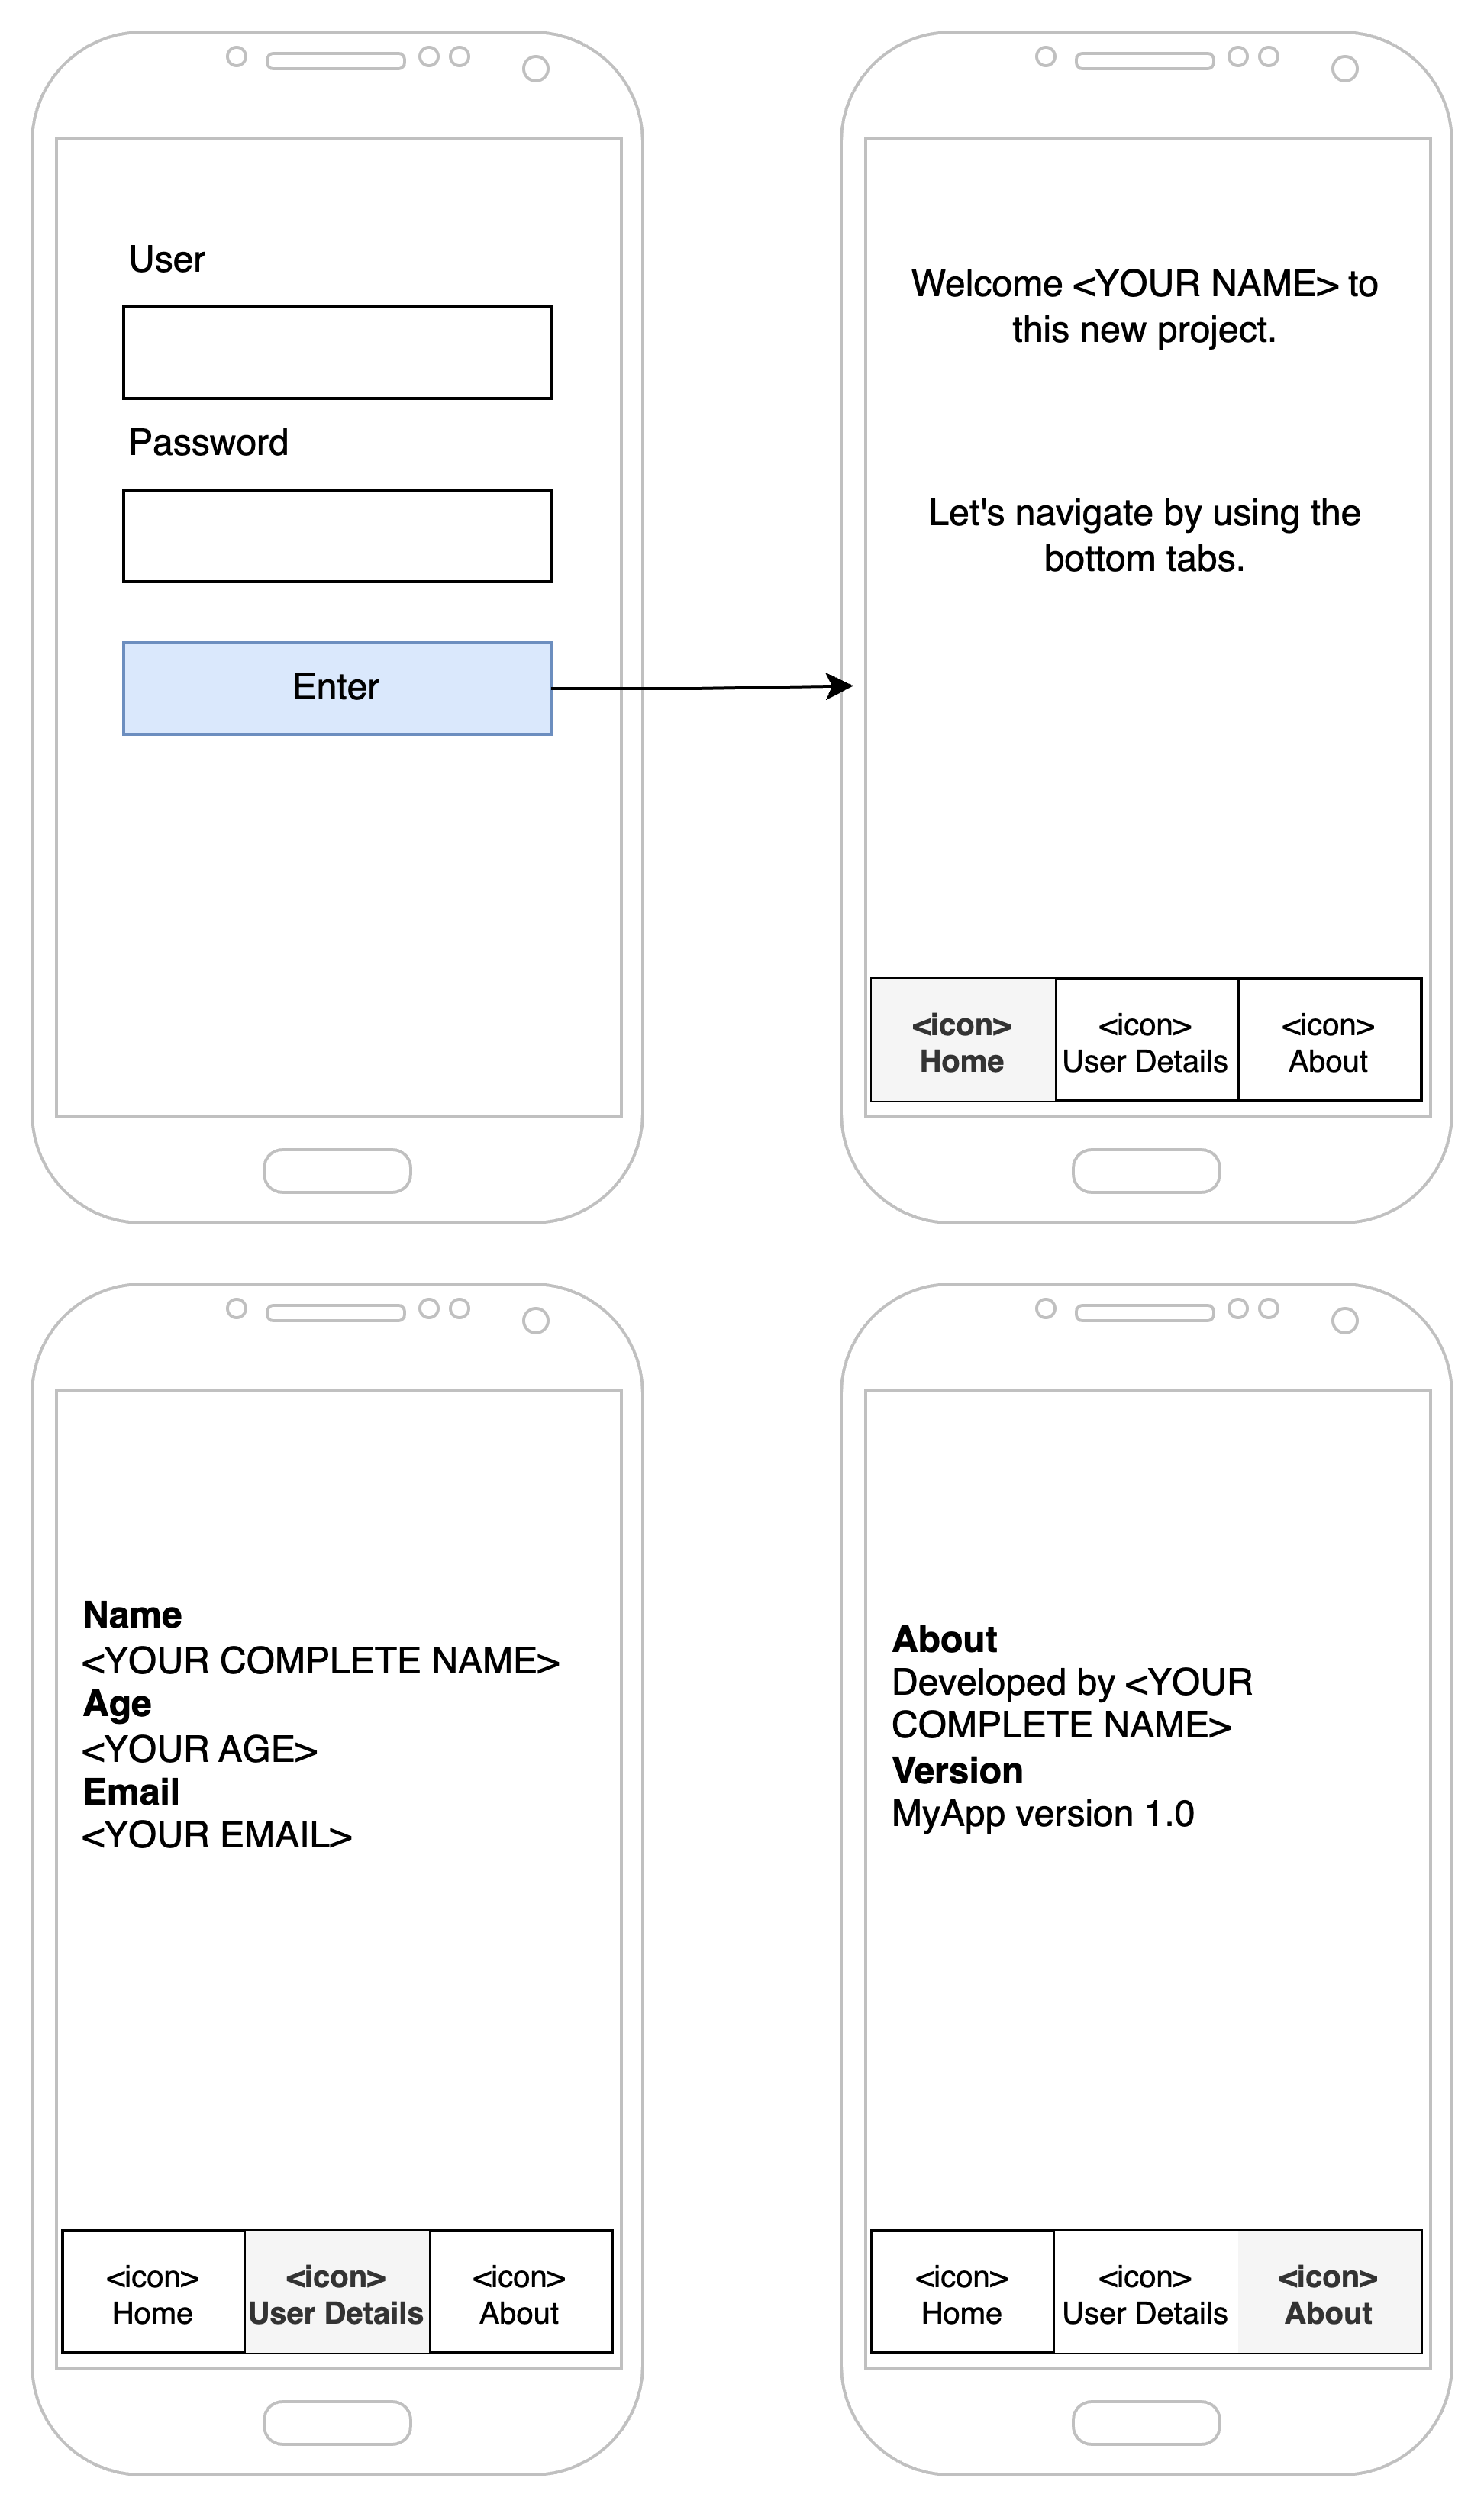 User
Password
Enter
Welcome <YOUR NAME> to
this new project.
Let's navigate by using the
bottom tabs.
<icon>
Home
<icon>
User Details
<icon>
About
Name
<YOUR COMPLETE NAME>
Age
<YOUR AGE>
Email
<YOUR EMAIL>
<icon>
Home
<icon>
User Details
<icon>
About
About
Developed by <YOUR
COMPLETE NAME>
Version
MyApp version 1.0
<icon>
Home
<icon>
User Details
<icon>
About